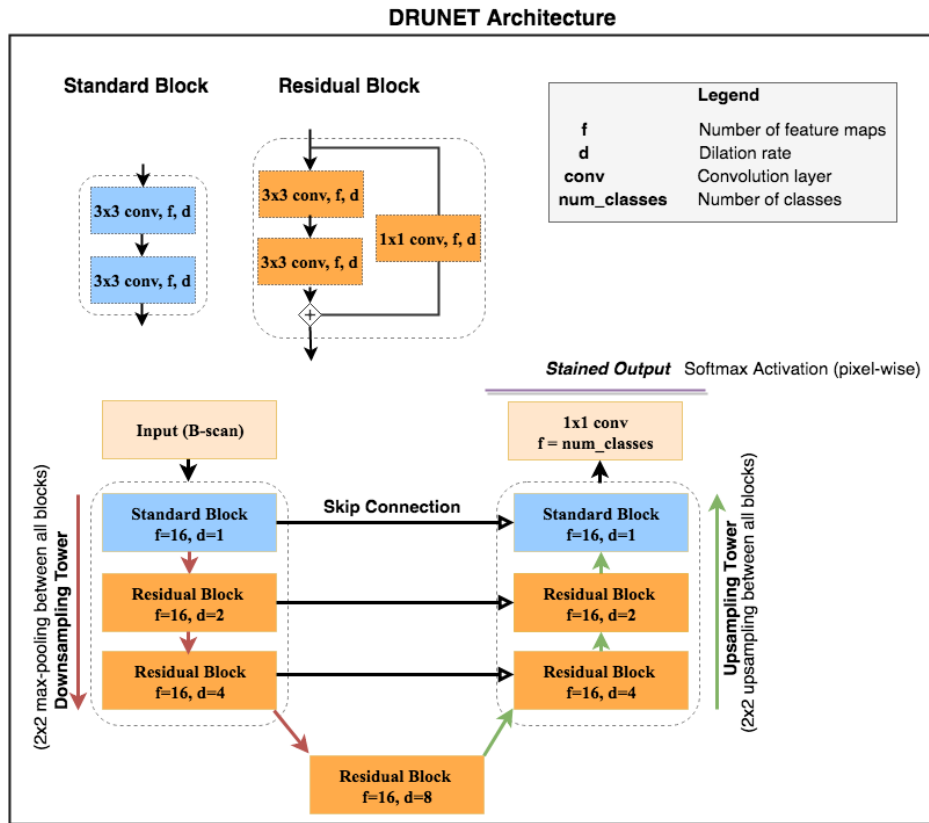 DRUNET Architecture
Standard Block
3x3 conv, f, d
3x3 conv, f, d
Residual Block
3x3 conv, f, d
3x3 conv, f, d
1x1 conv, f, d
+
Legend
f Number of feature maps
d Dilation rate
conv Convolution layer
num_classes Number of classes
Stained Output Softmax Activation (pixel-wise)
Input (B-scan)
1x1 conv
f = num_classes
(2x2 max-pooling between all blocks)
Downsampling Tower
Standard Block
f=16, d=1
Residual Block
f=16, d=2
Residual Block
f=16, d=4
Skip Connection
Residual Block
f=16, d=8
Standard Block
f=16, d=1
Residual Block
f=16, d=2
Residual Block
f=16, d=4
Upsampling Tower
(2x2 upsampling between all blocks)